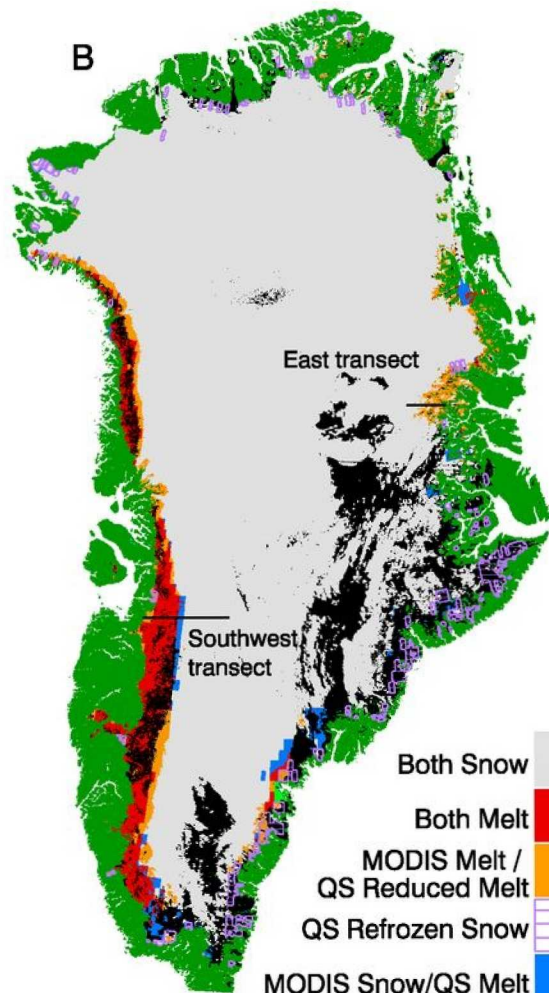 B
East transect
Southwest
transect
Both Snow
Both Melt
MODIS Melt /
QS Reduced Melt
QS Refrozen Snow
MODIS Snow/QS Melt